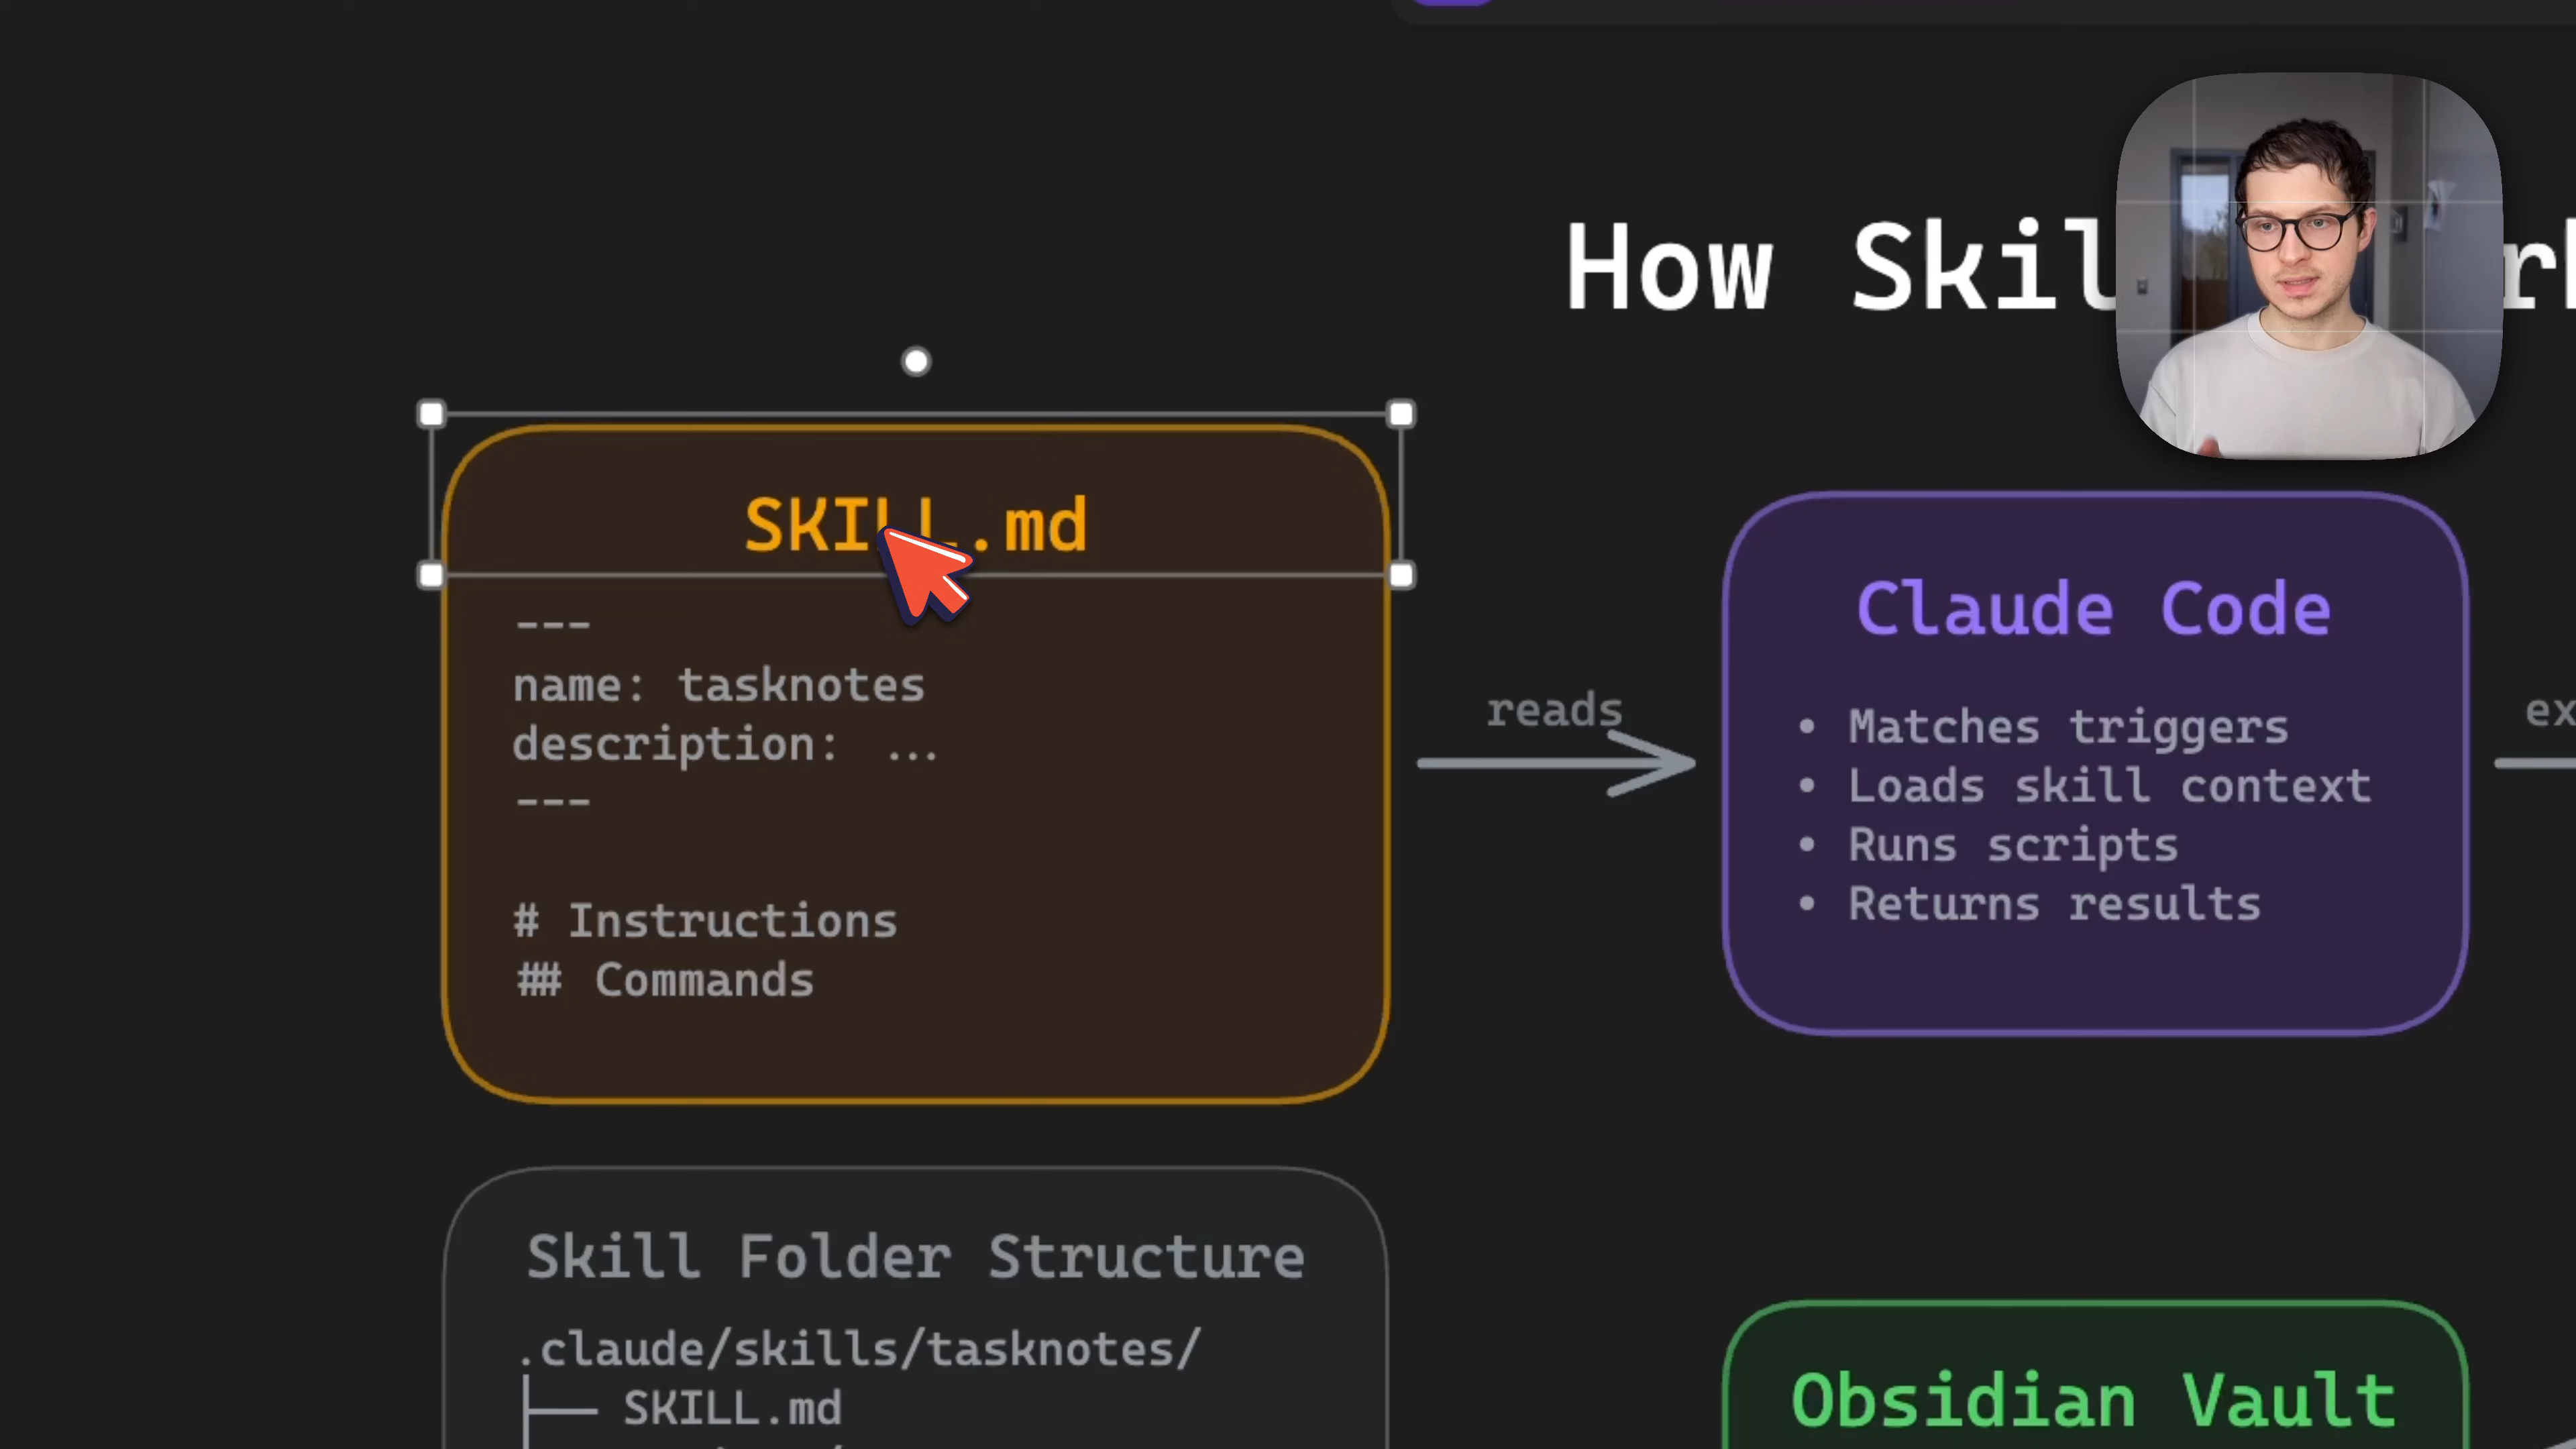 How Skil
SKILL.md
---
name: tasknotes
description: ...
---
# Instructions
## Commands
reads
Claude Code
• Matches triggers
• Loads skill context
• Runs scripts
• Returns results
ex
Skill Folder Structure
.claude/skills/tasknotes/
├── SKILL.md
Obsidian Vault